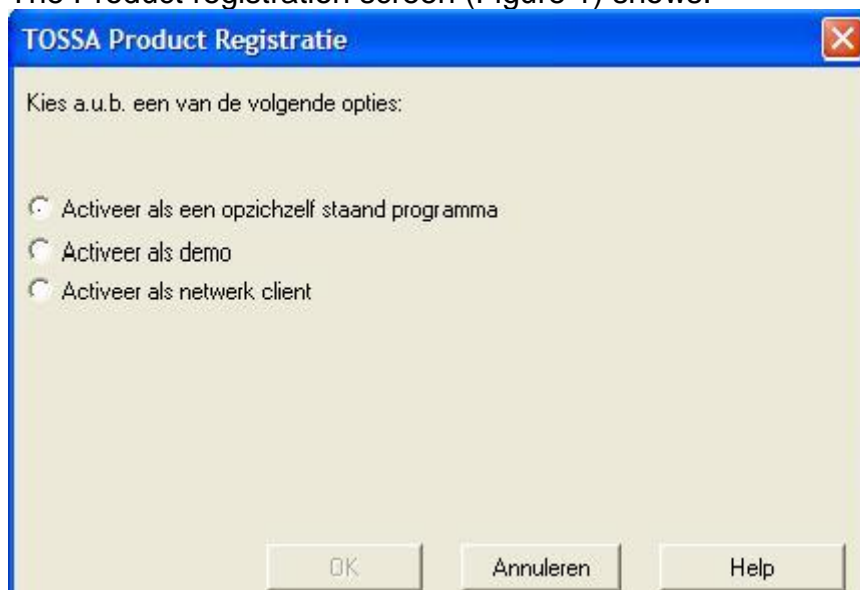 The Product registration screen (Figure 1) shows:
TOSSA Product Registratie
Kies a.u.b. een van de volgende opties:
Activeer als een opzichzelf staand programma
Activeer als demo
Activeer als netwerk client
OK
Annuleren
Help